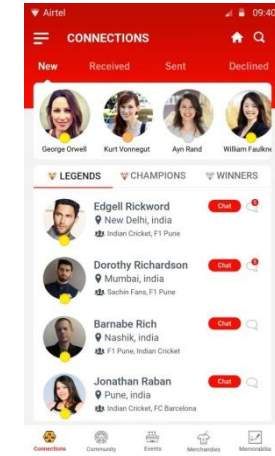 Airtel 09:40
CONNECTIONS
New Received Sent Declined
George Orwell Kurt Vonnegut Ayn Rand William Faulkne
LEGENDS CHAMPIONS WINNERS
Edgell Rickword
New Delhi, india
Indian Cricket, F1 Pune
Chat
Dorothy Richardson
Mumbai, india
Sachin Fans, F1 Pune
Chat
Barnabe Rich
Nashik, india
F1 Pune, Indian Cricket
Chat
Jonathan Raban
Pune, india
Indian Cricket, FC Barcelona
Chat
Connections Community Events Merchandies Memorabilia